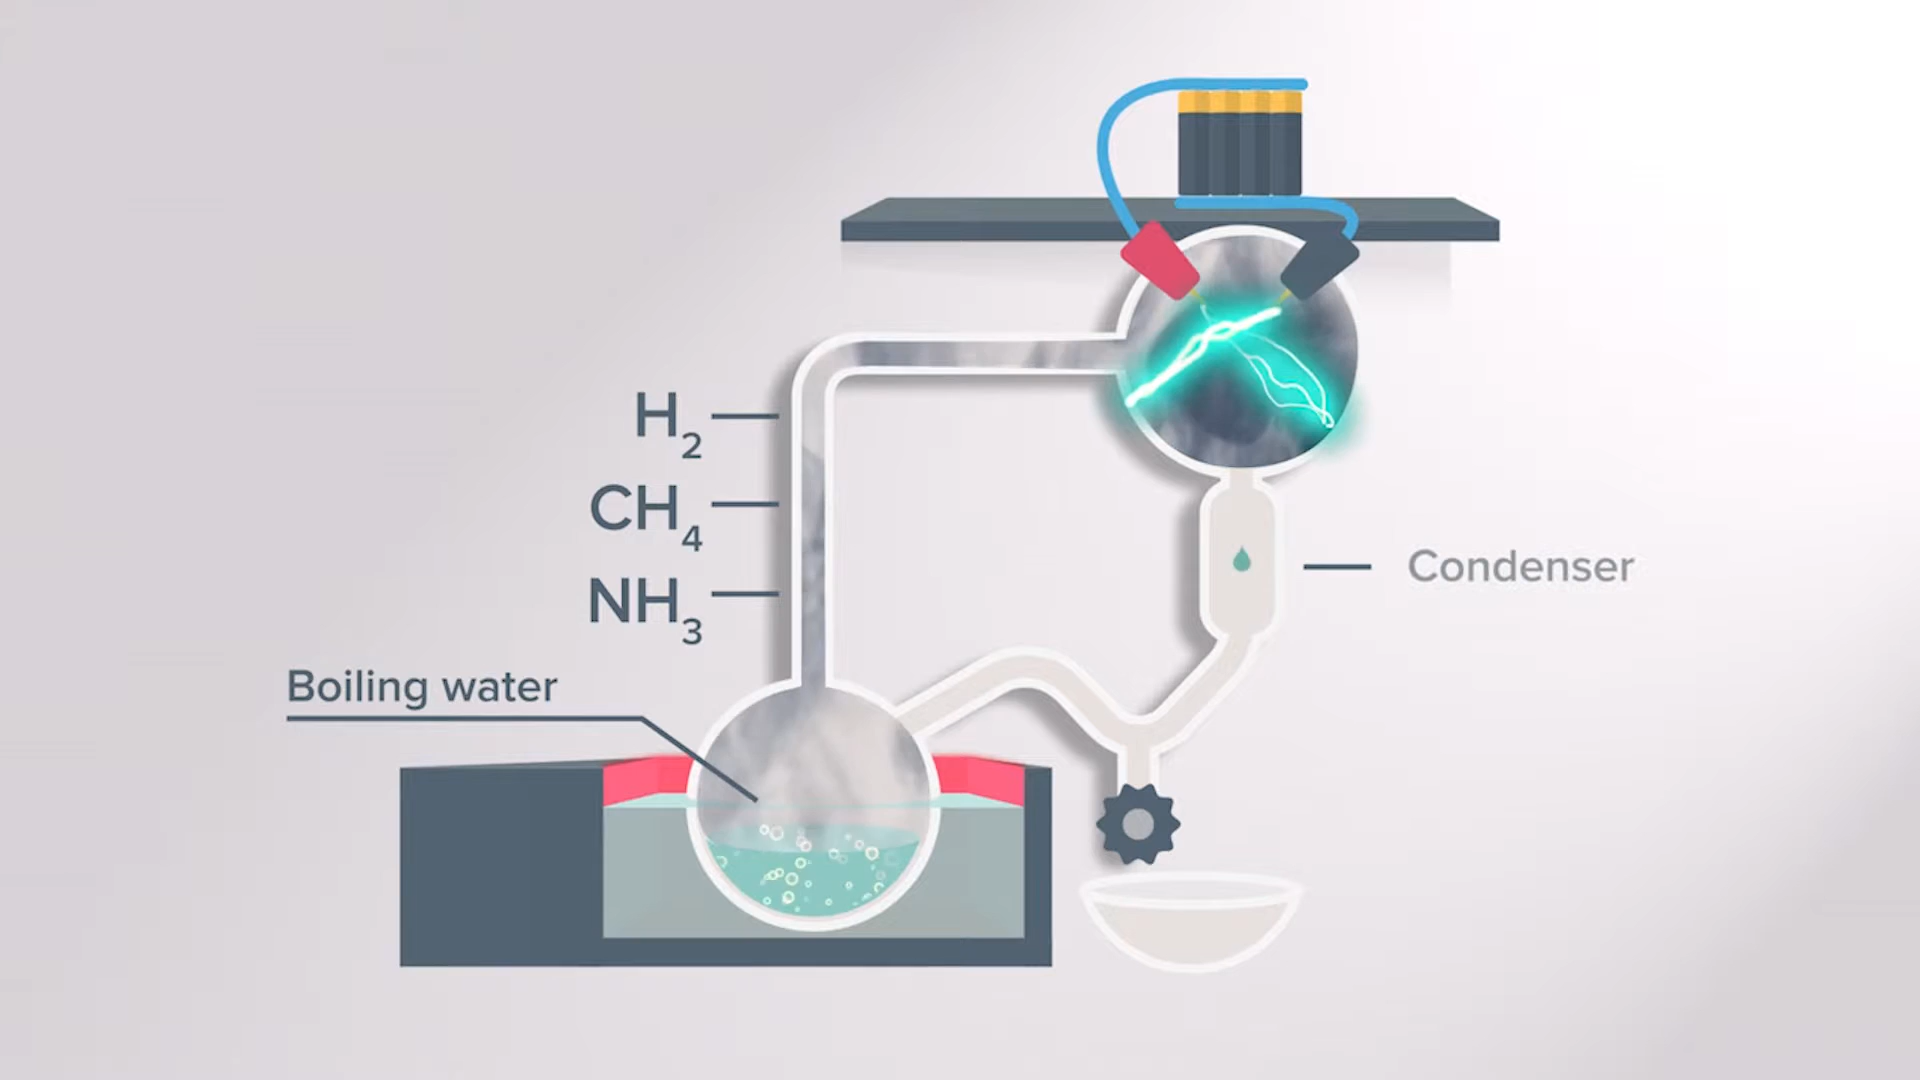 H₂
CH₄
NH₃
Condenser
Boiling water